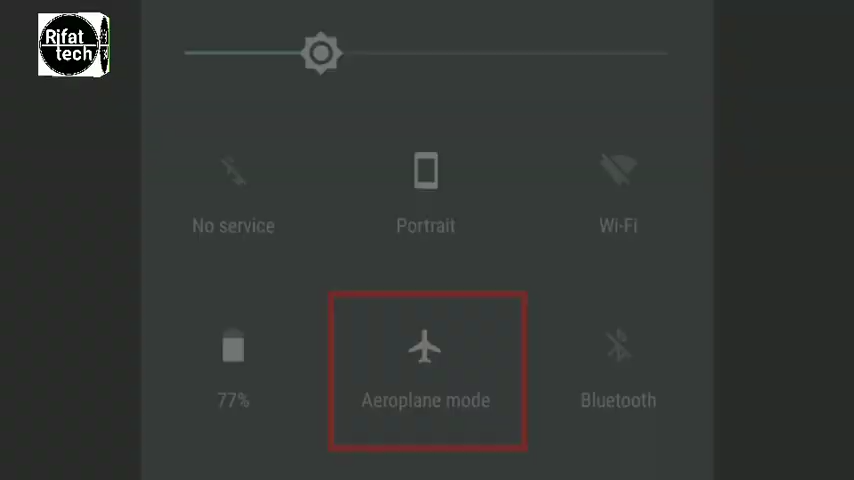 Rifat
tech
No service
Portrait
Wi-Fi
77%
Aeroplane mode
Bluetooth